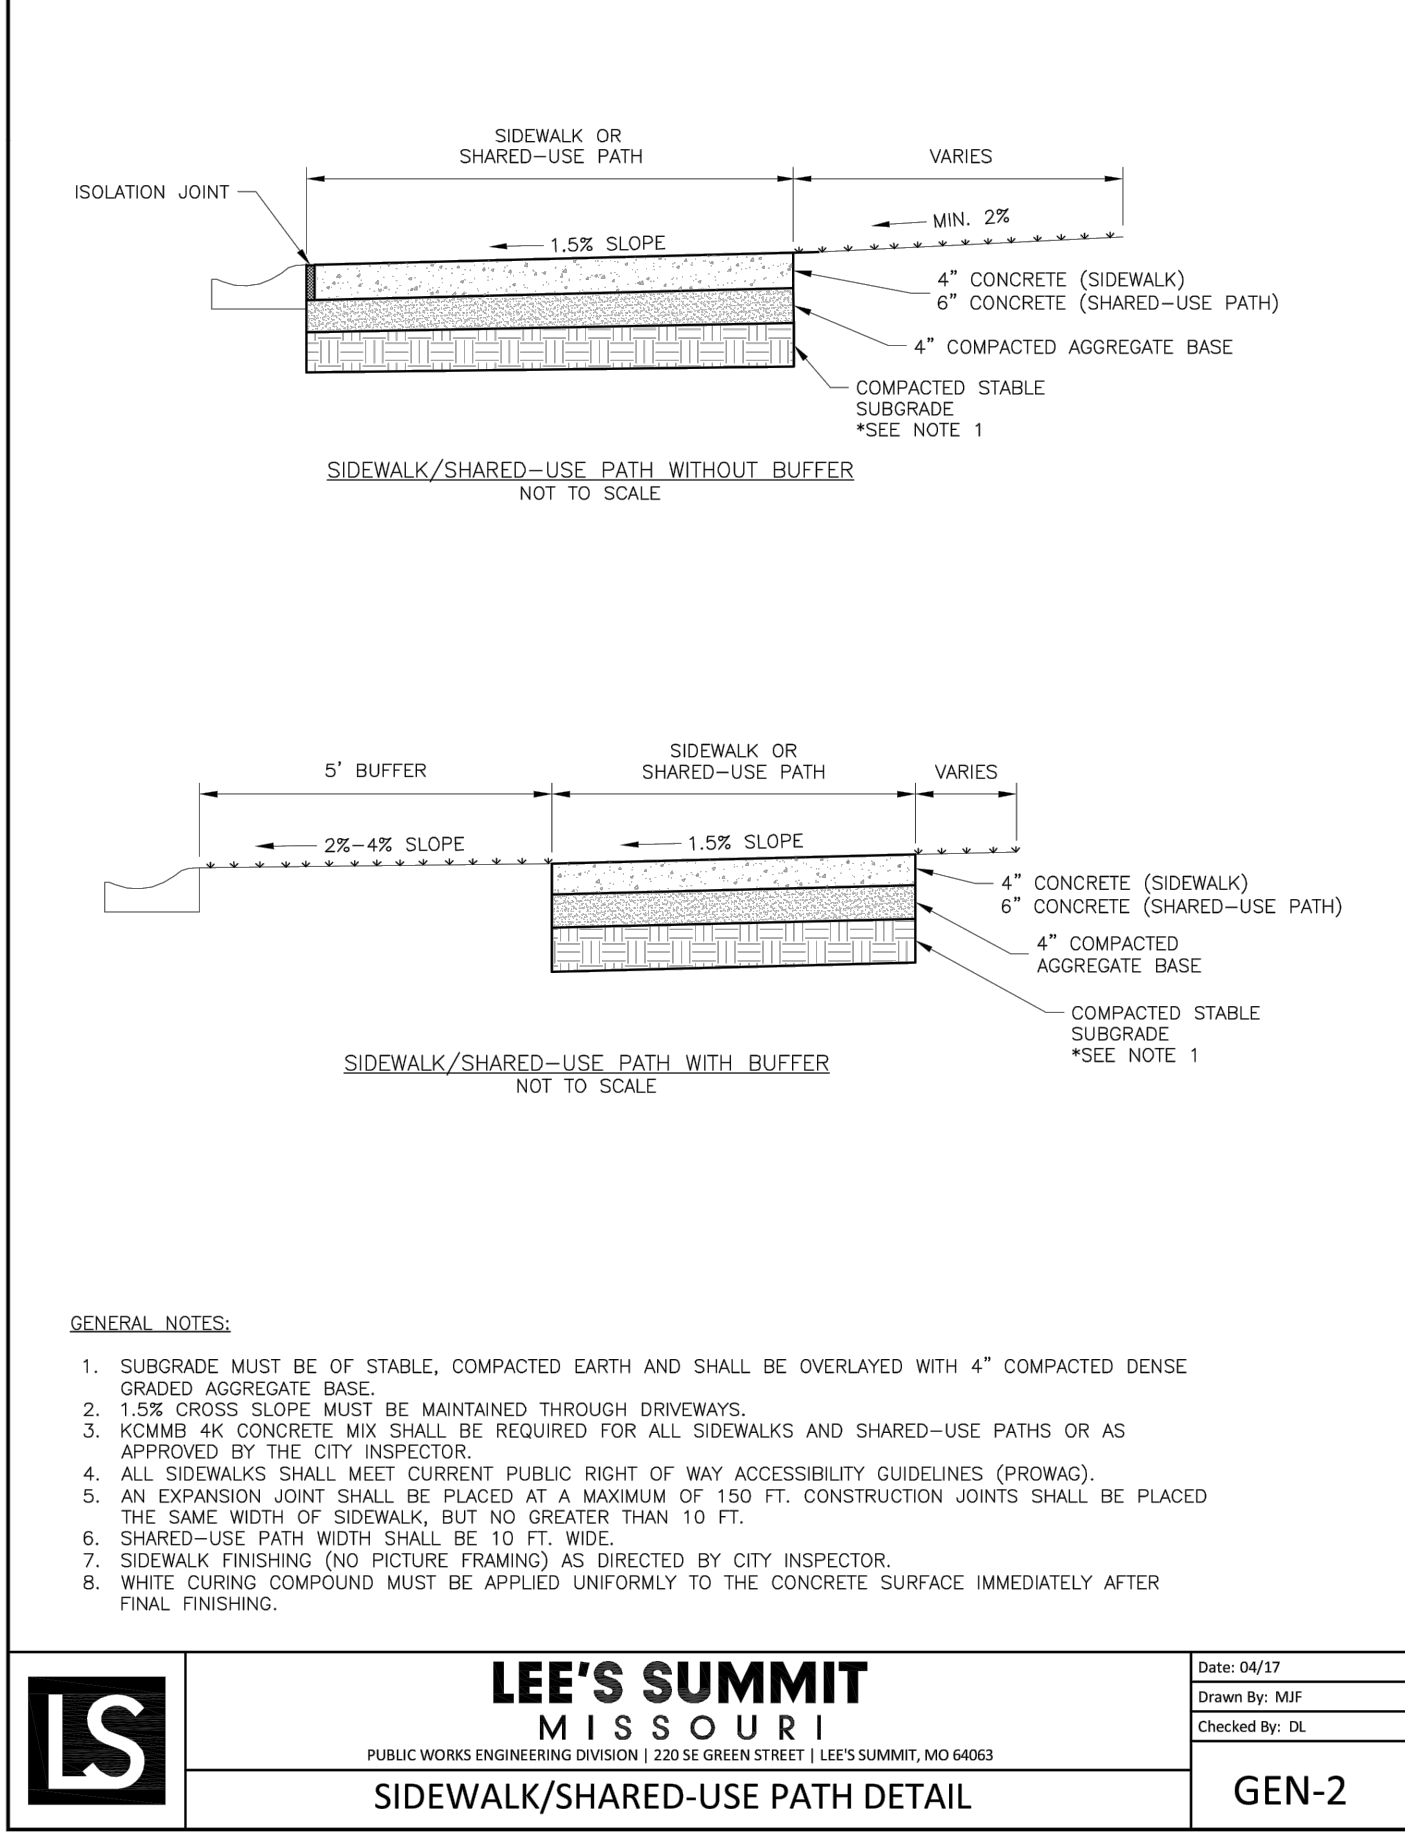 SIDEWALK OR
SHARED-USE PATH
VARIES
ISOLATION JOINT
MIN. 2%
1.5% SLOPE
4" CONCRETE (SIDEWALK)
6" CONCRETE (SHARED-USE PATH)
4" COMPACTED AGGREGATE BASE
COMPACTED STABLE
SUBGRADE
*SEE NOTE 1
SIDEWALK/SHARED-USE PATH WITHOUT BUFFER
NOT TO SCALE
5' BUFFER
SIDEWALK OR
SHARED-USE PATH
VARIES
2%-4% SLOPE
1.5% SLOPE
4" CONCRETE (SIDEWALK)
6" CONCRETE (SHARED-USE PATH)
4" COMPACTED
AGGREGATE BASE
COMPACTED STABLE
SUBGRADE
*SEE NOTE 1
SIDEWALK/SHARED-USE PATH WITH BUFFER
NOT TO SCALE
GENERAL NOTES:
1. SUBGRADE MUST BE OF STABLE, COMPACTED EARTH AND SHALL BE OVERLAYED WITH 4" COMPACTED DENSE
GRADED AGGREGATE BASE.
2. 1.5% CROSS SLOPE MUST BE MAINTAINED THROUGH DRIVEWAYS.
3. KCMMB 4K CONCRETE MIX SHALL BE REQUIRED FOR ALL SIDEWALKS AND SHARED-USE PATHS OR AS
APPROVED BY THE CITY INSPECTOR.
4. ALL SIDEWALKS SHALL MEET CURRENT PUBLIC RIGHT OF WAY ACCESSIBILITY GUIDELINES (PROWAG).
5. AN EXPANSION JOINT SHALL BE PLACED AT A MAXIMUM OF 150 FT. CONSTRUCTION JOINTS SHALL BE PLACED
THE SAME WIDTH OF SIDEWALK, BUT NO GREATER THAN 10 FT.
6. SHARED-USE PATH WIDTH SHALL BE 10 FT. WIDE.
7. SIDEWALK FINISHING (NO PICTURE FRAMING) AS DIRECTED BY CITY INSPECTOR.
8. WHITE CURING COMPOUND MUST BE APPLIED UNIFORMLY TO THE CONCRETE SURFACE IMMEDIATELY AFTER
FINAL FINISHING.
LS
LEE'S SUMMIT
MISSOURI
PUBLIC WORKS ENGINEERING DIVISION | 220 SE GREEN STREET | LEE'S SUMMIT, MO 64063
SIDEWALK/SHARED-USE PATH DETAIL
Date: 04/17
Drawn By: MJF
Checked By: DL
GEN-2